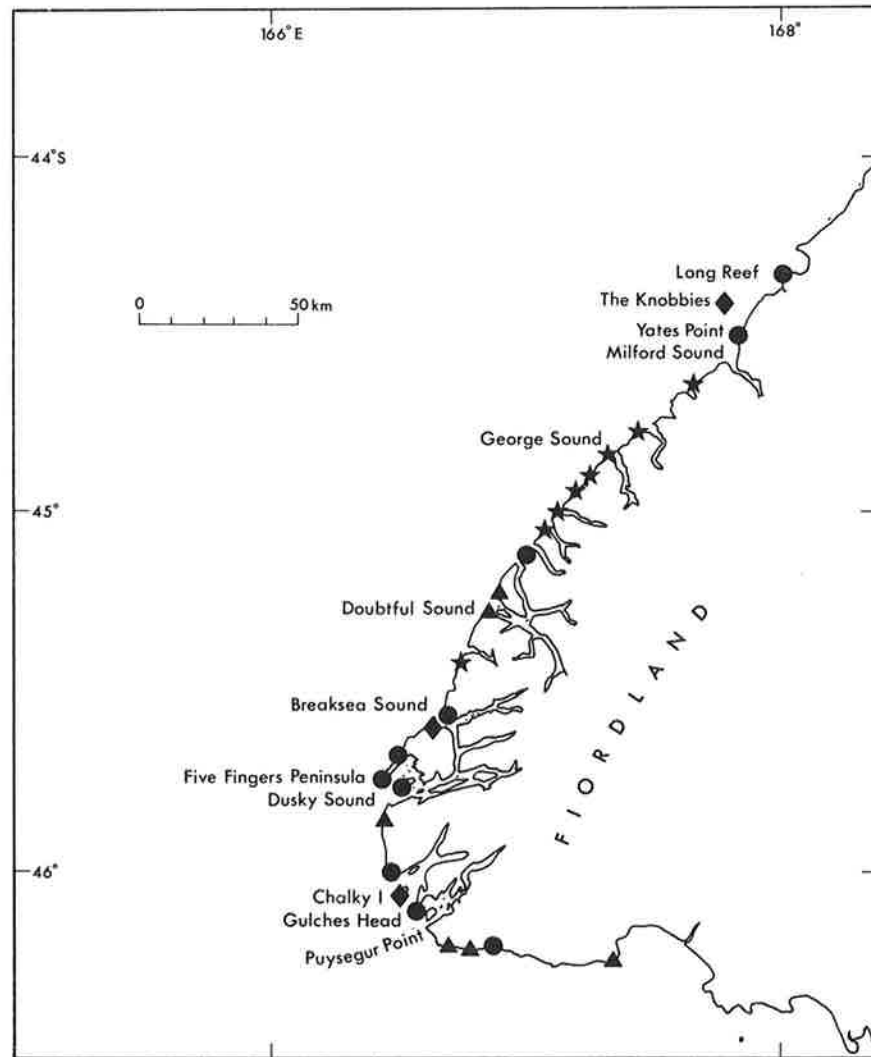 166°E
168°
44°S
0
50 km
Long Reef
The Knobbies
Yates Point
Milford Sound
George Sound
45°
Doubtful Sound
Breaksea Sound
Five Fingers Peninsula
Dusky Sound
FIORDLAND
46°
Chalky I
Gulches Head
Puysegur Point